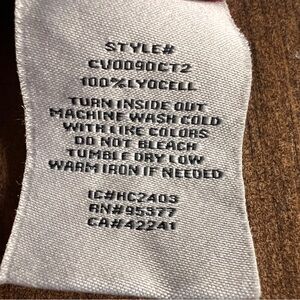 STYLE#
CV0090CT2
100%LYOCELL
TURN INSIDE OUT
MACHINE WASH COLD
WITH LIKE COLORS
DO NOT BLEACH
TUMBLE DRY LOW
WARM IRON IF NEEDED
IC#HC2403
RN#95377
CA#42241